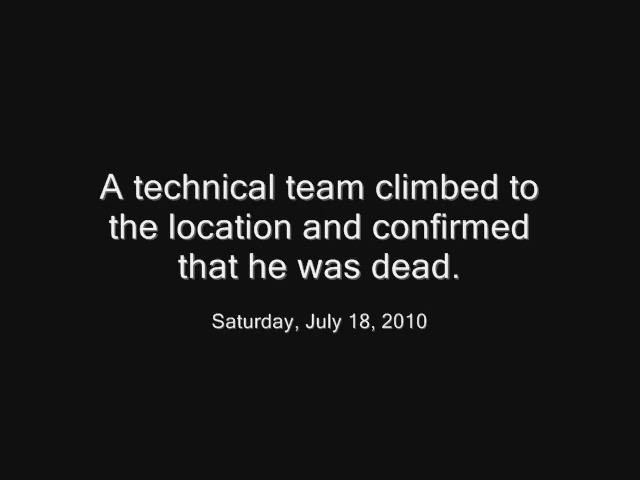 A technical team climbed to
the location and confirmed
that he was dead.
Saturday, July 18, 2010